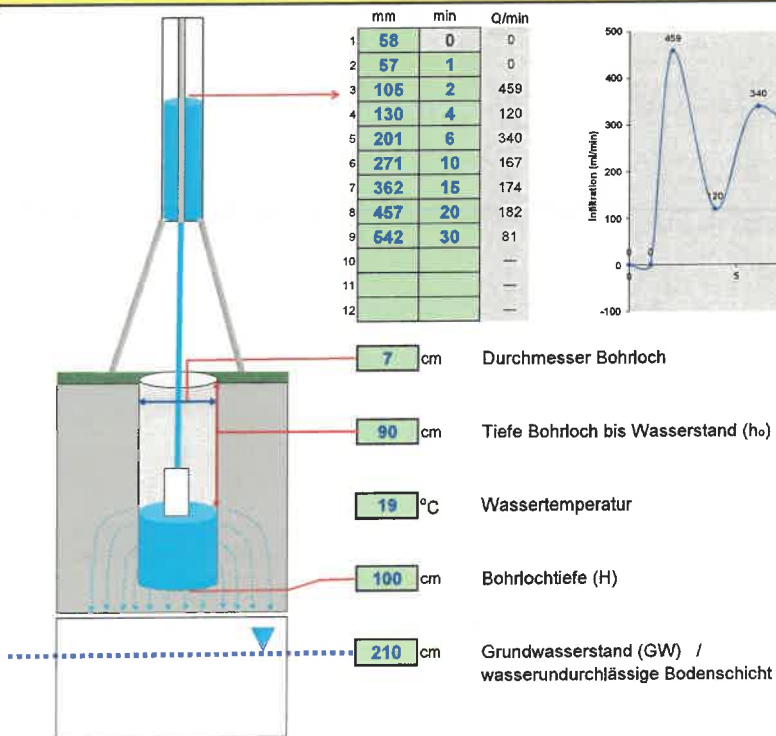 mm min Q/min
1 58 0 0
2 57 1 0
3 105 2 459
4 130 4 120
5 201 6 340
6 271 10 167
7 362 15 174
8 457 20 182
9 542 30 81
10 —
11 —
12 —
Infiltration (ml/min)
500
400
300
200
100
0
-100
0 0
459
120
340
0
5
7 cm Durchmesser Bohrloch
90 cm Tiefe Bohrloch bis Wasserstand (h₀)
19 °C Wassertemperatur
100 cm Bohrlochtiefe (H)
210 cm Grundwasserstand (GW) /
wasserundurchlässige Bodenschicht